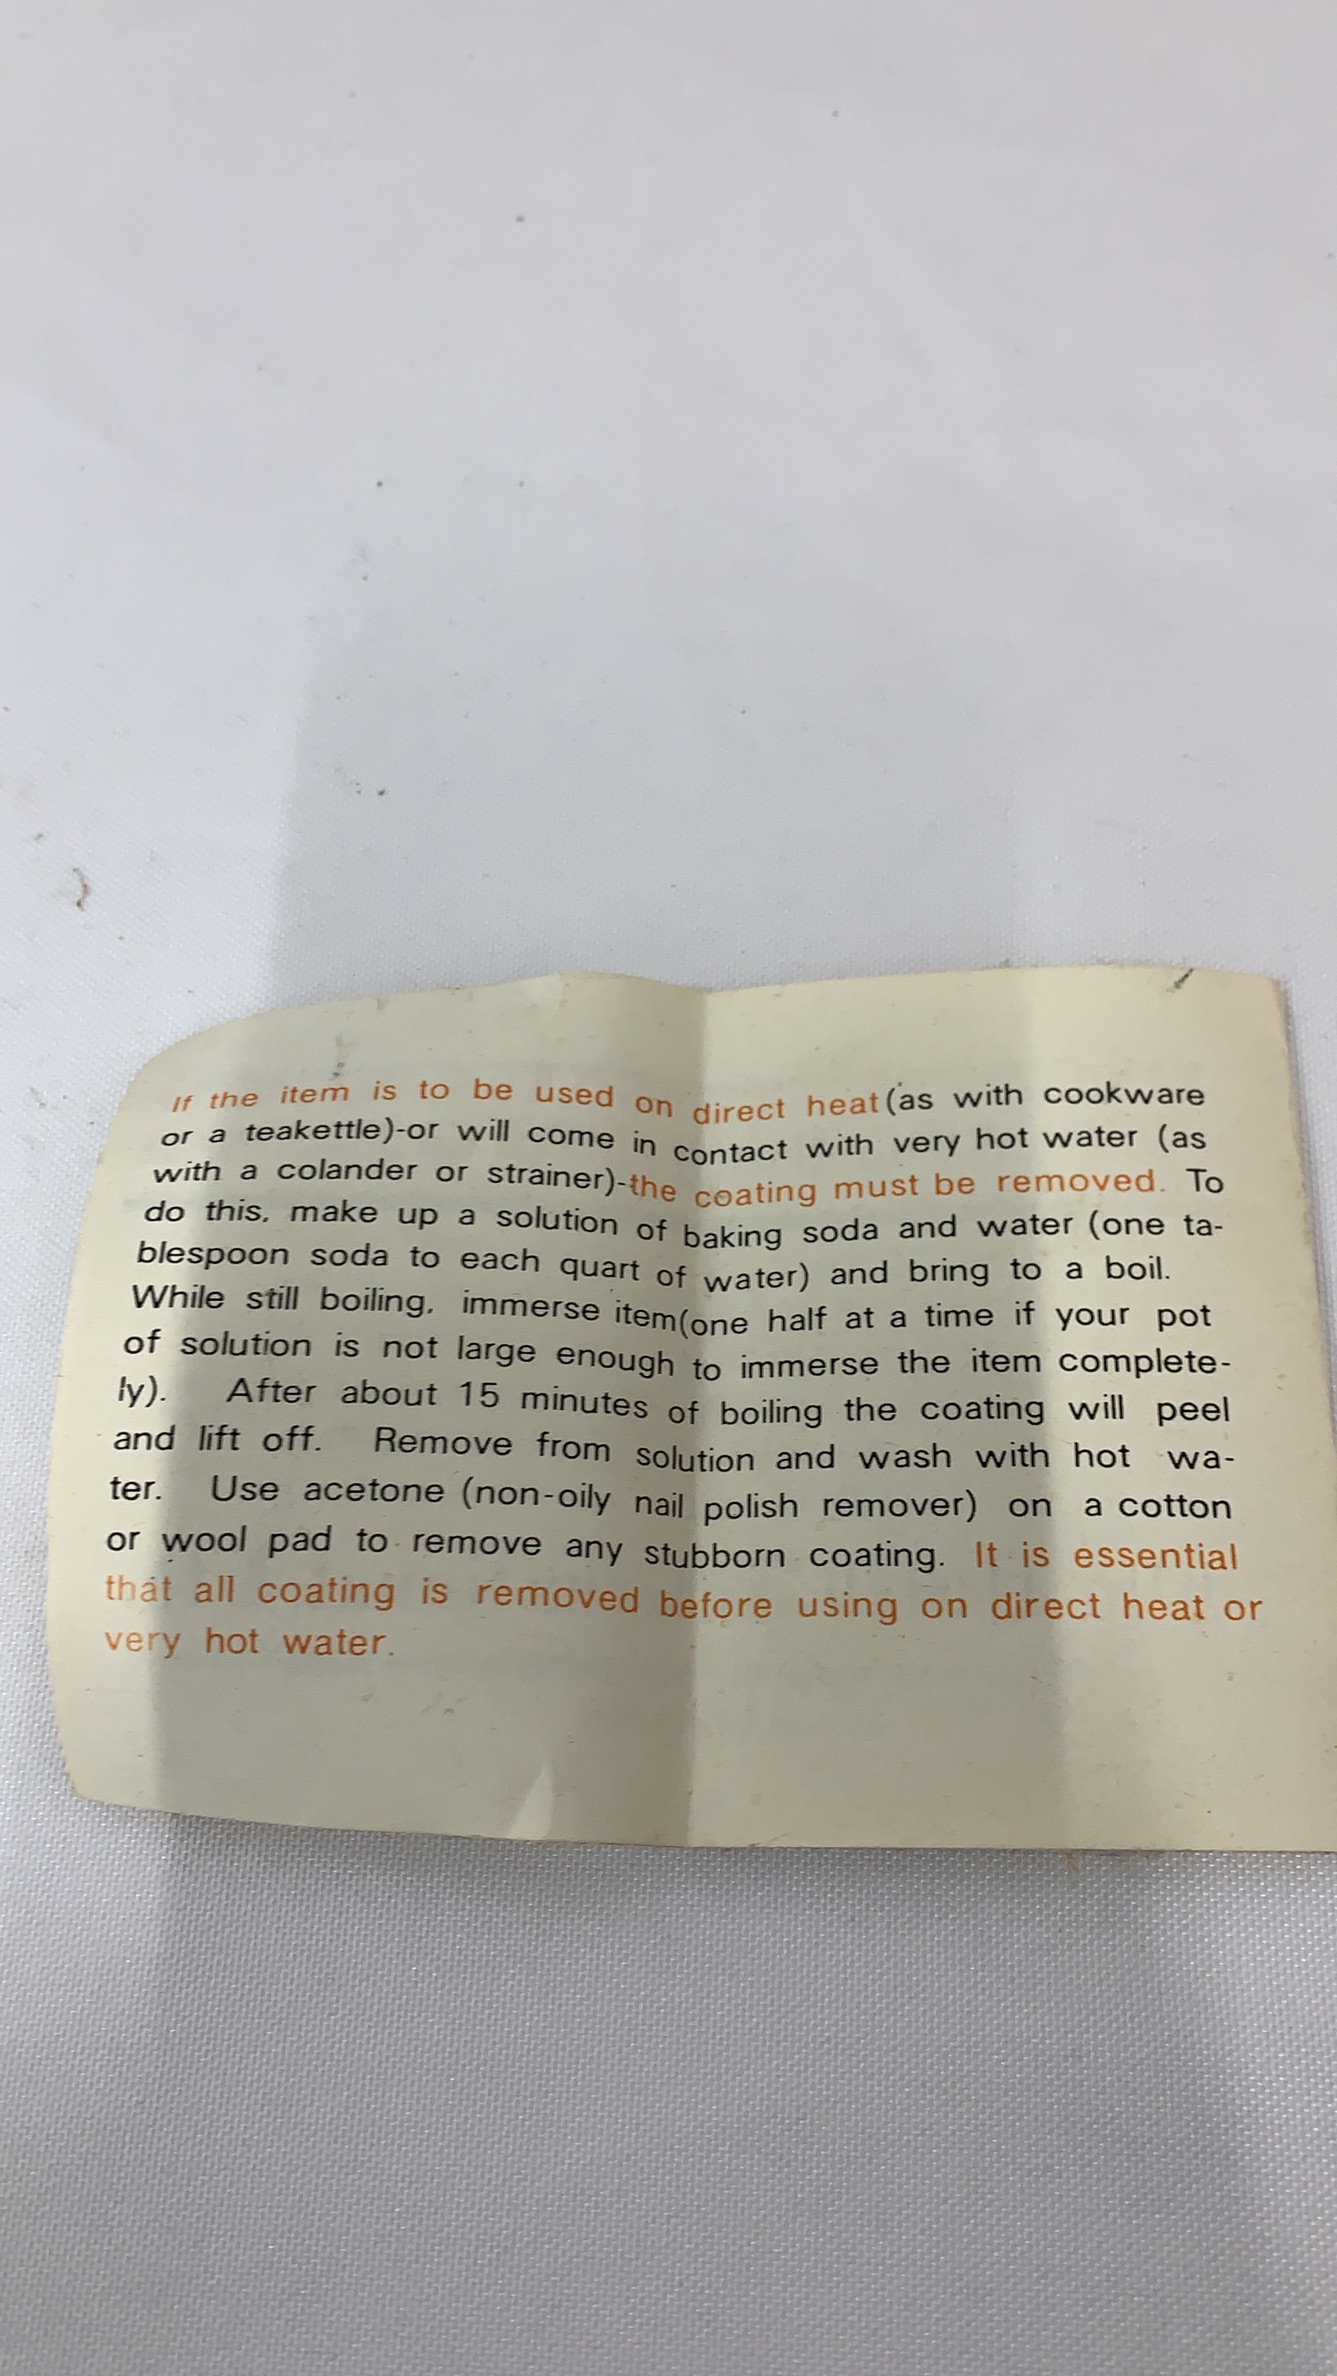 If the item is to be used on direct heat(as with cookware
or a teakettle)-or will come in contact with very hot water (as
with a colander or strainer)-the coating must be removed. To
do this, make up a solution of baking soda and water (one ta-
blespoon soda to each quart of water) and bring to a boil.
While still boiling, immerse item(one half at a time if your pot
of solution is not large enough to immerse the item complete-
ly). After about 15 minutes of boiling the coating will peel
and lift off. Remove from solution and wash with hot wa-
ter. Use acetone (non-oily nail polish remover) on a cotton
or wool pad to remove any stubborn coating. It is essential
that all coating is removed before using on direct heat or
very hot water.